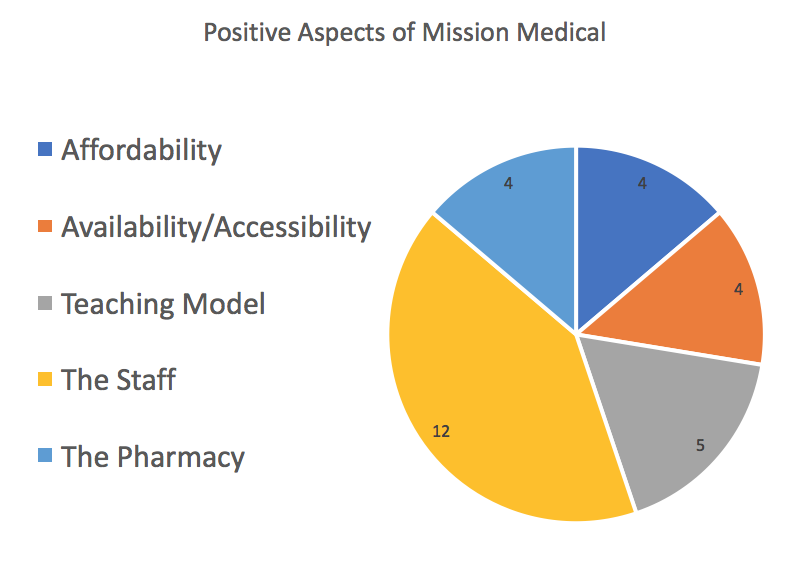 Positive Aspects of Mission Medical
Affordability
Availability/Accessibility
Teaching Model
The Staff
The Pharmacy
4
4
4
5
12